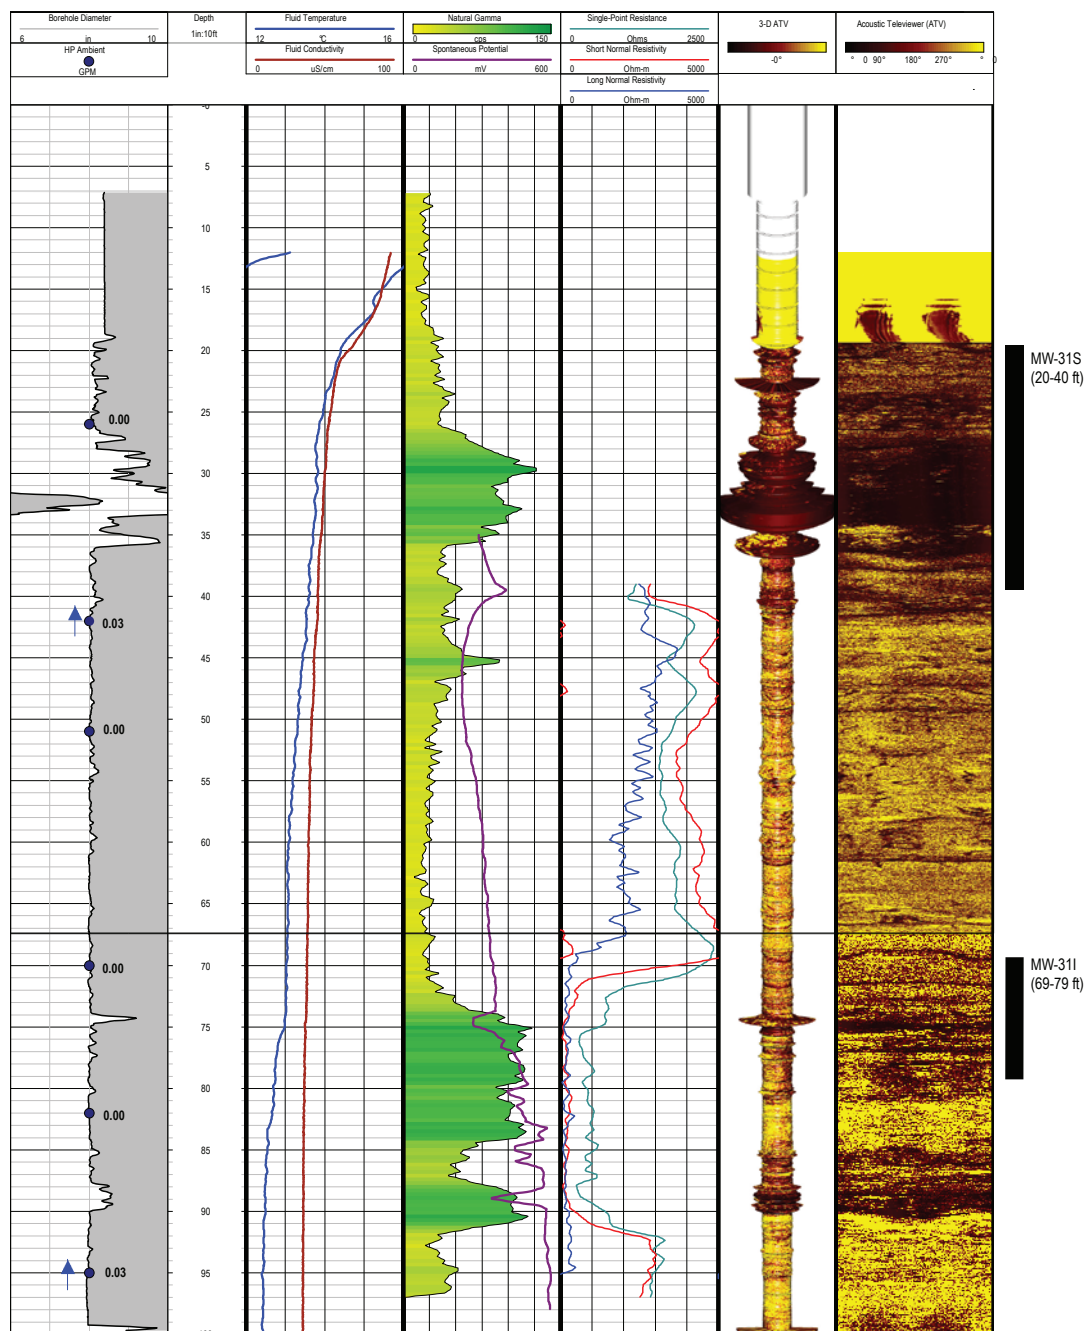 Borehole Diameter
6 in 10
HP Ambient
GPM
Depth
1in:10ft
Fluid Temperature
12 ºC 16
Fluid Conductivity
0 uS/cm 100
Natural Gamma
0 cps 150
Spontaneous Potential
0 mV 600
Single-Point Resistance
0 Ohms 2500
Short Normal Resistivity
0 Ohm-m 5000
Long Normal Resistivity
0 Ohm-m 5000
3-D ATV
-0°
Acoustic Televiewer (ATV)
° 0 90° 180° 270° ° 0
-
-0
5
10
15
20
25
30
35
40
45
50
55
60
65
70
75
80
85
90
95
0.00
0.03
0.00
0.00
0.00
0.03
MW-31S
(20-40 ft)
MW-31I
(69-79 ft)